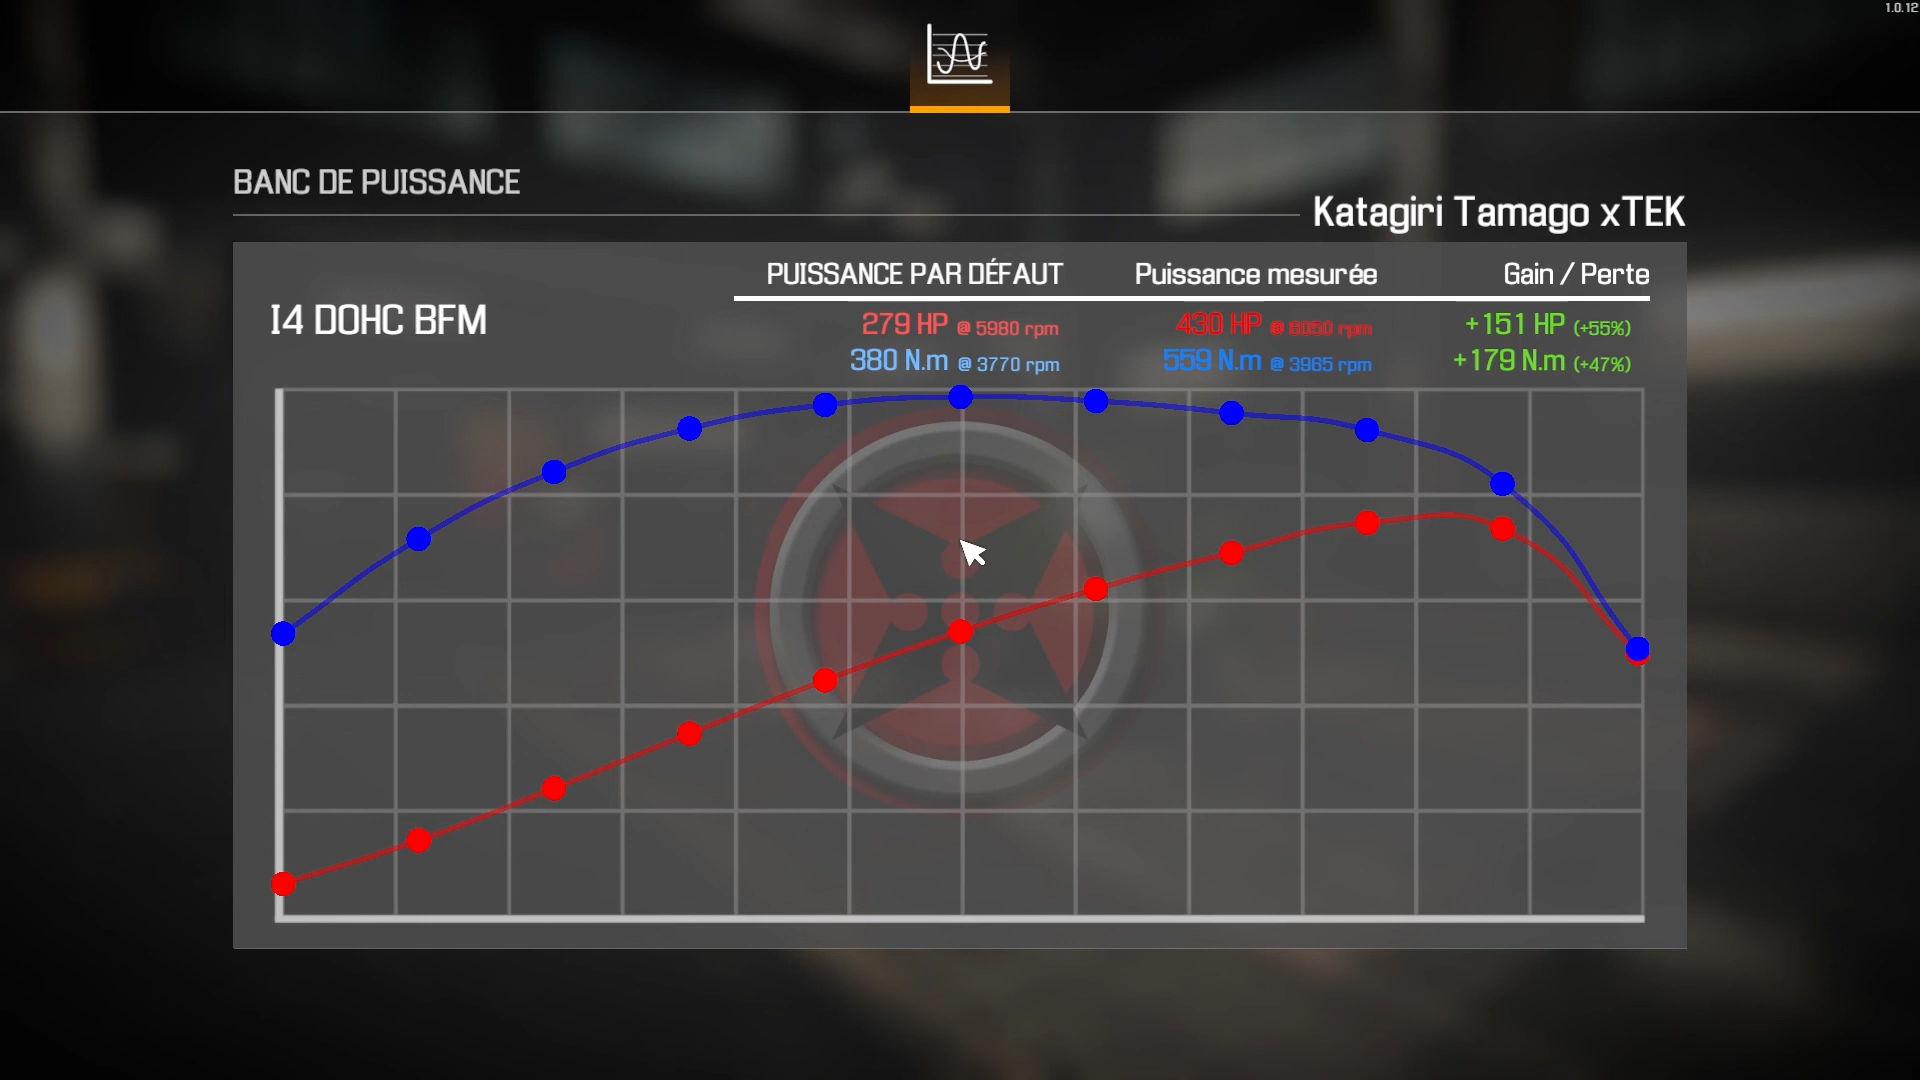 1.0.12
BANC DE PUISSANCE
Katagiri Tamago xTEK
PUISSANCE PAR DÉFAUT Puissance mesurée Gain / Perte
I4 DOHC BFM
279 HP @ 5980 rpm 430 HP @ 6050 rpm +151 HP (+55%)
380 N.m @ 3770 rpm 559 N.m @ 3965 rpm +179 N.m (+47%)